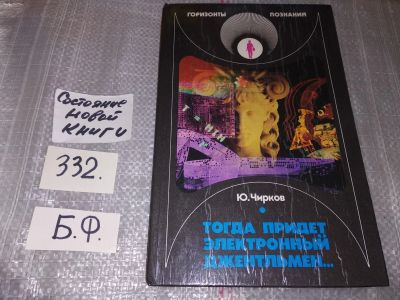 Состояние
новой
книги
332.
Б.Ф.
ГОРИЗОНТЫ ПОЗНАНИЯ
Ю.Чирков
ТОГДА ПРИДЕТ
ЭЛЕКТРОННЫЙ
ДЖЕНТЛЬМЕН...